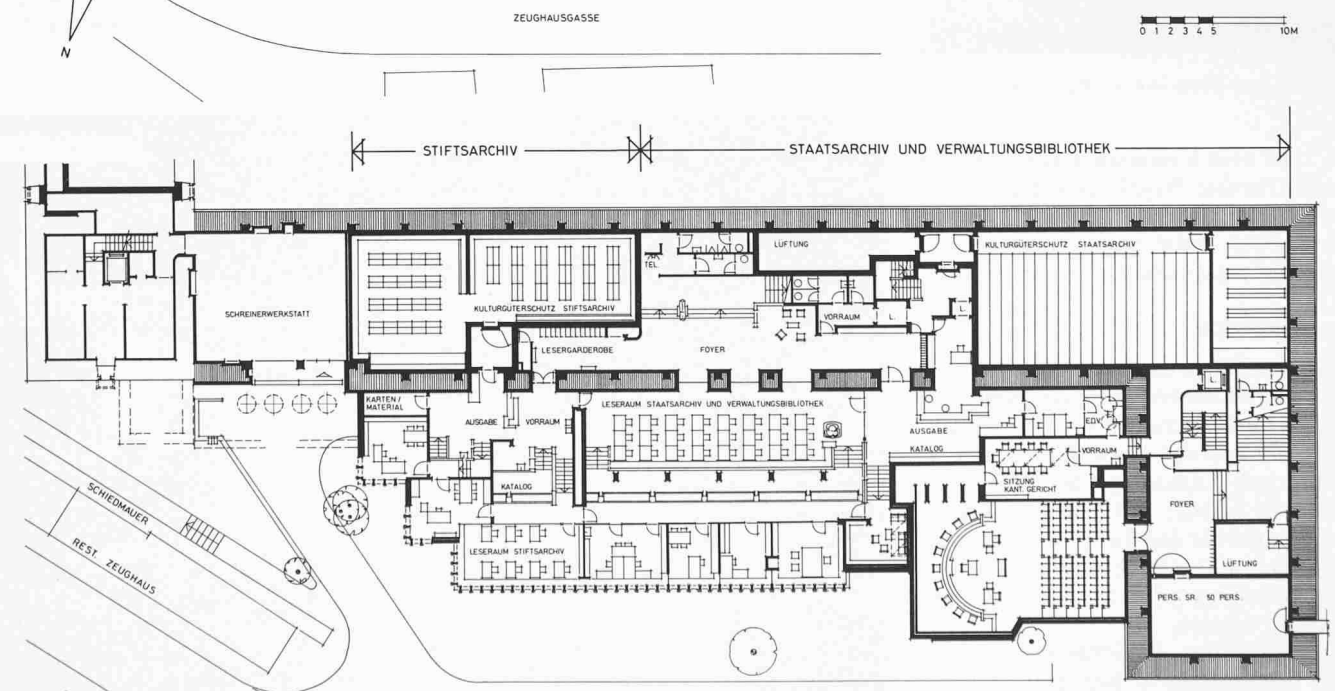 ZEUGHAUSGASSE
N
0 1 2 3 4 5 10M
STIFTSARCHIV
STAATSARCHIV UND VERWALTUNGSBIBLIOTHEK
LÜFTUNG
KULTURGÜTERSCHUTZ STAATSARCHIV
TEL.
SCHREINERWERKSTATT
KULTURGÜTERSCHUTZ STIFTSARCHIV
VORRAUM
L.
L.
LESERGARDEROBE
FOYER
L.
KARTEN /
MATERIAL
LESERAUM STAATSARCHIV UND VERWALTUNGSBIBLIOTHEK
AUSGABE
VORRAUM
EDV
AUSGABE
KATALOG
VORRAUM
KATALOG
SITZUNG
KANT. GERICHT
SCHIEDMAUER
REST. ZEUGHAUS
FOYER
LESERAUM STIFTSARCHIV
LÜFTUNG
PERS. SR. 50 PERS.